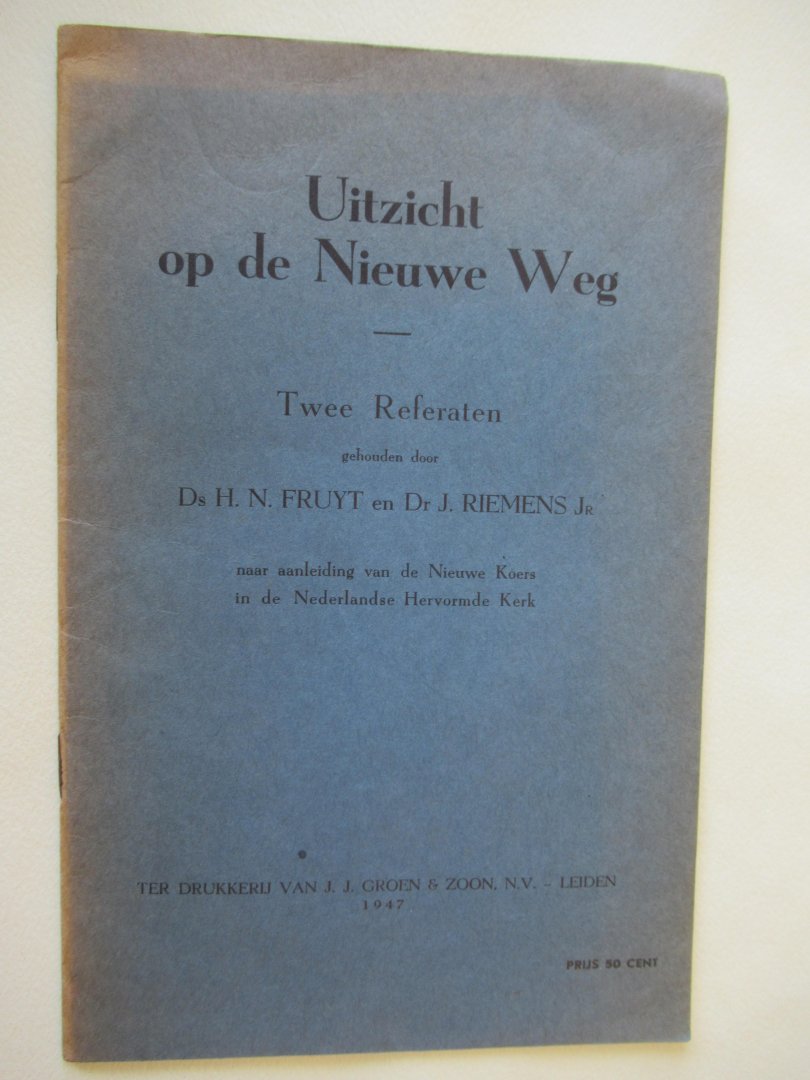 Uitzicht
op de Nieuwe Weg
Twee Referaten
gehouden door
Ds H. N. FRUYT en Dr J. RIEMENS JR
naar aanleiding van de Nieuwe Koers
in de Nederlandse Hervormde Kerk
TER DRUKKERIJ VAN J. J. GROEN & ZOON, N.V. - LEIDEN
1947
PRIJS 50 CENT